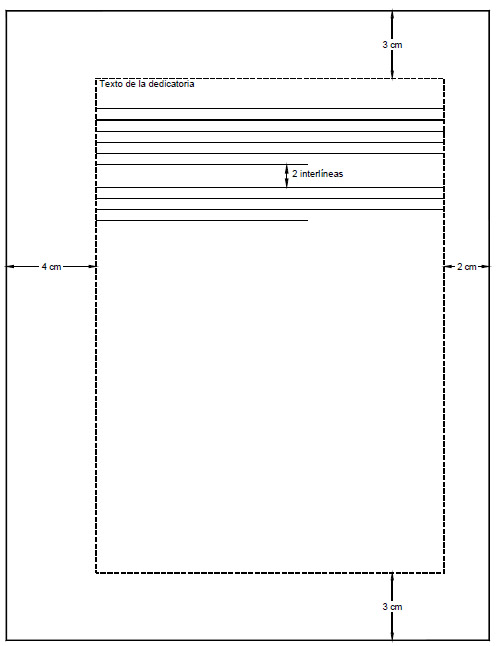 3 cm
Texto de la dedicatoria
2 interlíneas
4 cm
2 cm
3 cm